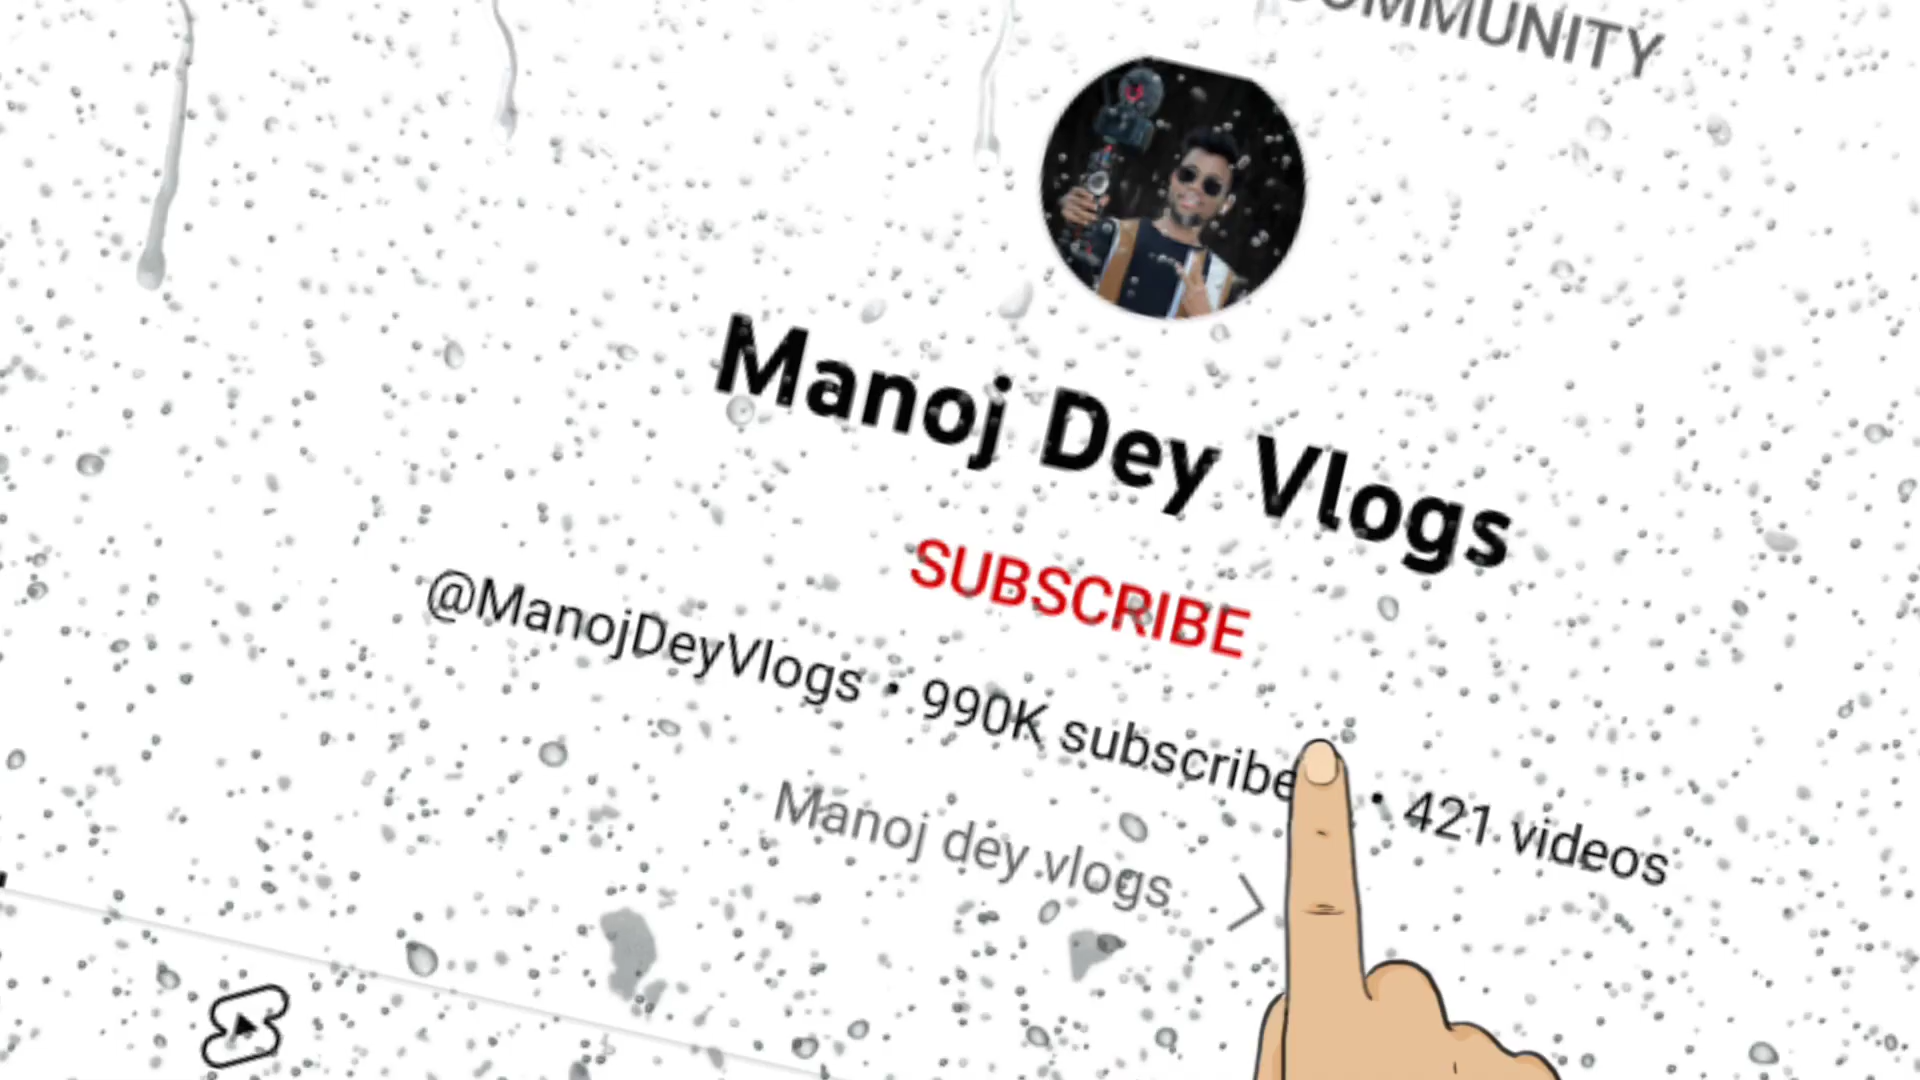 COMMUNITY
Manoj Dey Vlogs
SUBSCRIBE
@ManojDeyVlogs • 990K subscribe • 421 videos
Manoj dey vlogs >